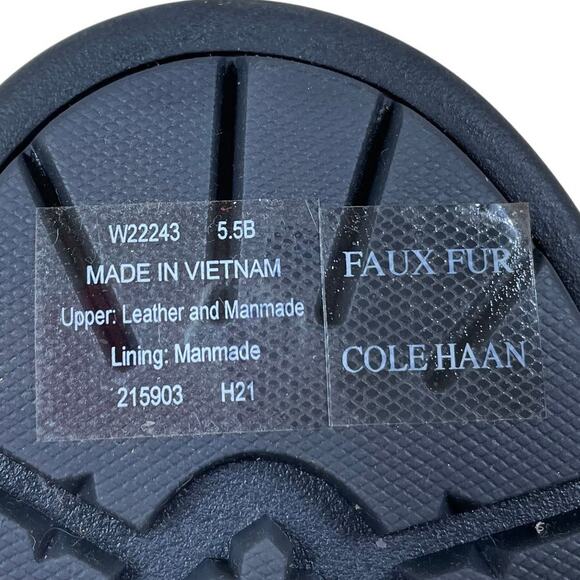 W22243 5.5B
MADE IN VIETNAM
Upper: Leather and Manmade
Lining: Manmade
215903 H21
FAUX FUR
COLE HAAN